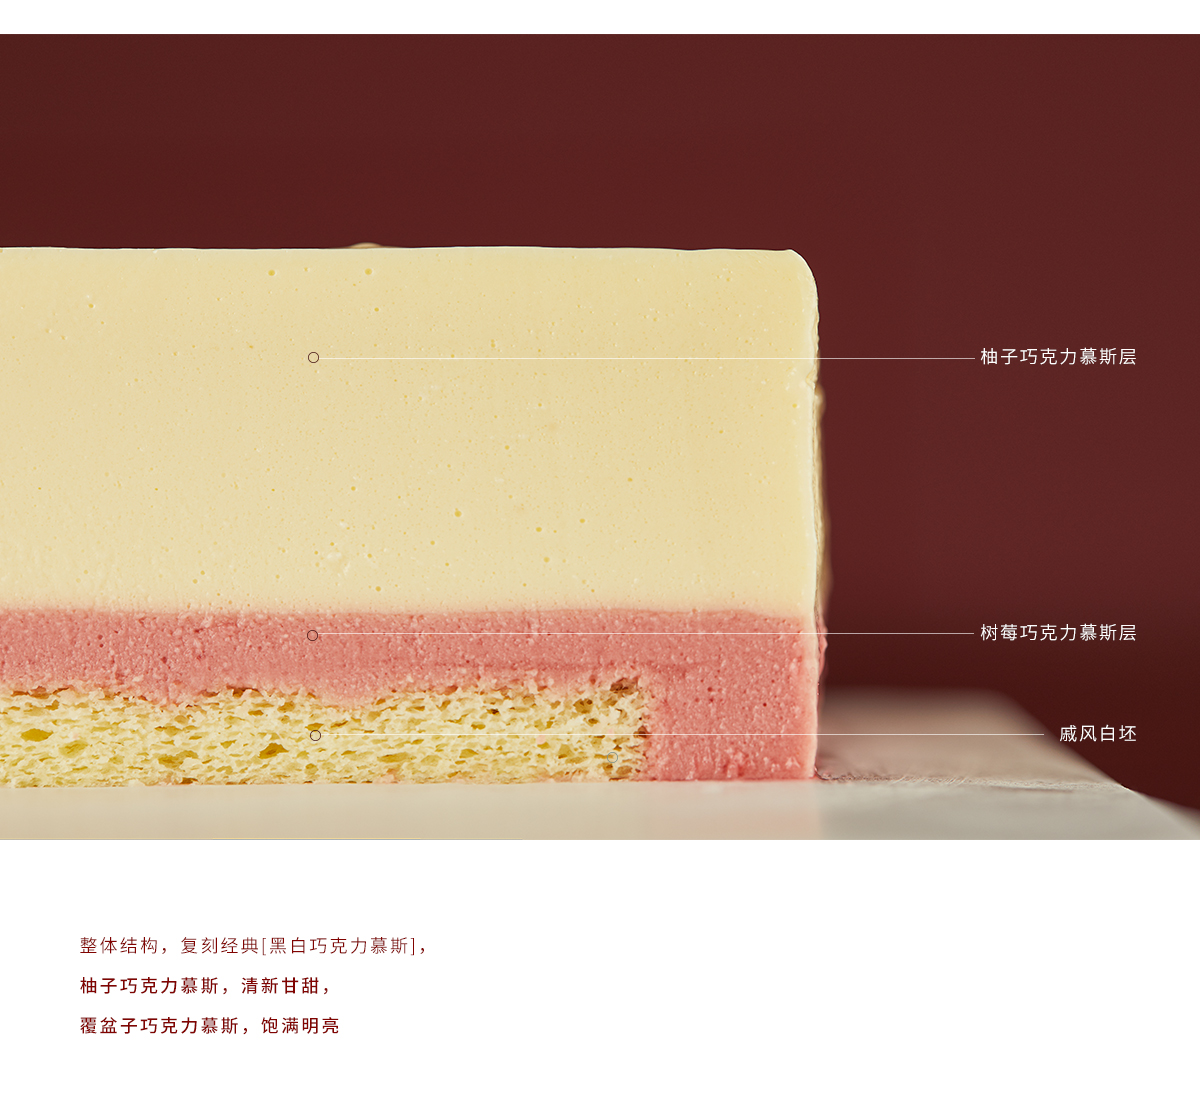 柚子巧克力慕斯层
树莓巧克力慕斯层
戚风白坯
整体结构，复刻经典[黑白巧克力慕斯]，
柚子巧克力慕斯，清新甘甜，
覆盆子巧克力慕斯，饱满明亮